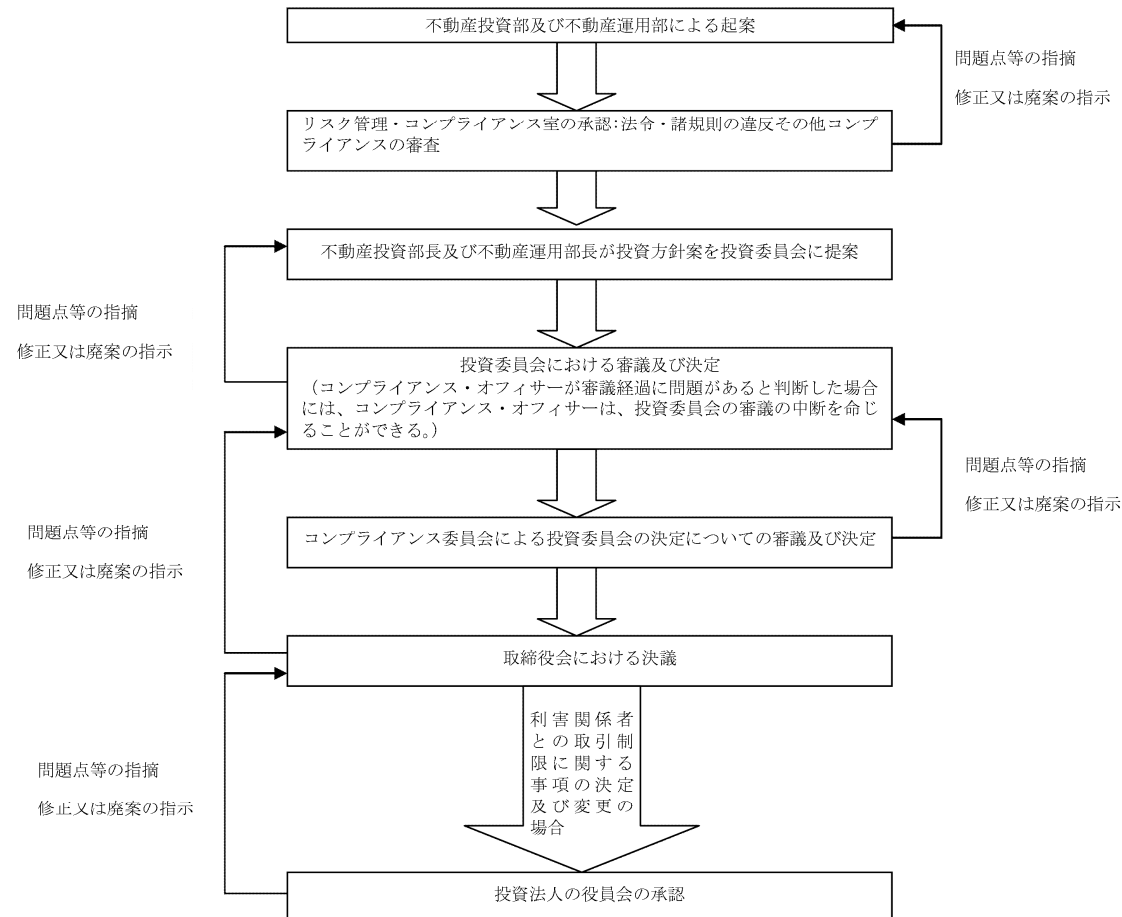 不動産投資部及び不動産運用部による起案
問題点等の指摘
修正又は廃案の指示
リスク管理・コンプライアンス室の承認：法令・諸規則の違反その他コンプ
ライアンスの審査
不動産投資部長及び不動産運用部長が投資方針案を投資委員会に提案
問題点等の指摘
修正又は廃案の指示
投資委員会における審議及び決定
（コンプライアンス・オフィサーが審議経過に問題があると判断した場合
には、コンプライアンス・オフィサーは、投資委員会の審議の中断を命じ
ることができる。）
問題点等の指摘
修正又は廃案の指示
コンプライアンス委員会による投資委員会の決定についての審議及び決定
問題点等の指摘
修正又は廃案の指示
取締役会における決議
利害関係者
との取引制
限に関する
事項の決定
及び変更の
場合
問題点等の指摘
修正又は廃案の指示
投資法人の役員会の承認